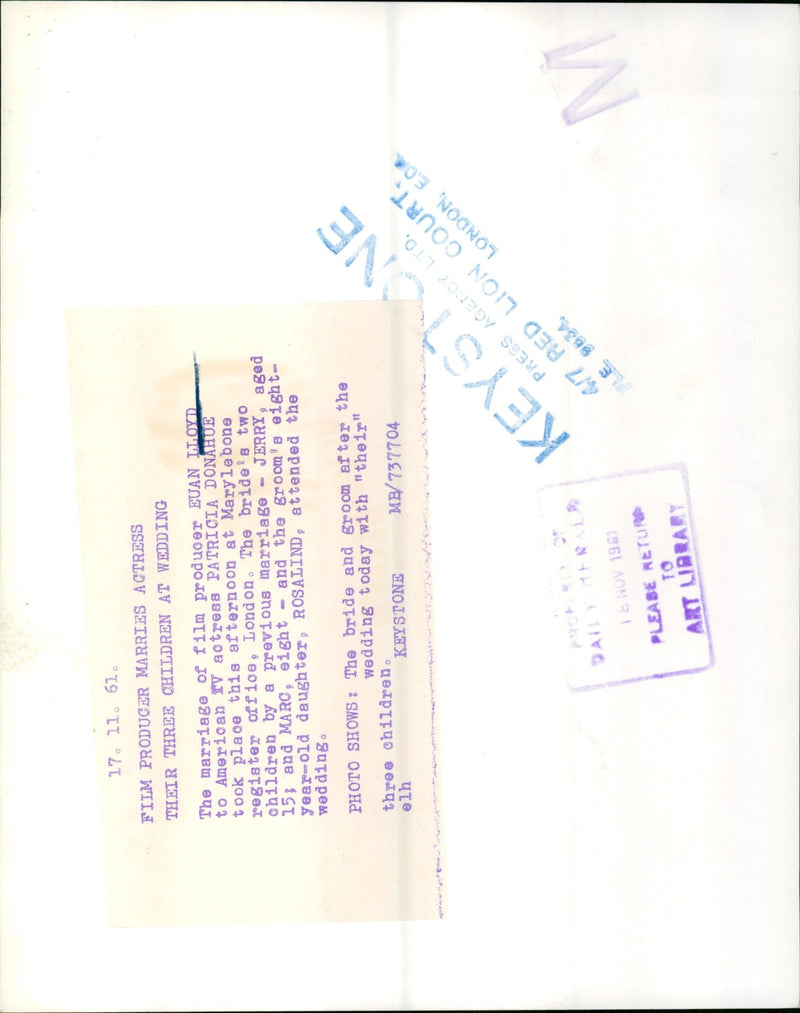 17. 11. 61.
FILM PRODUCER MARRIES ACTRESS
THEIR THREE CHILDREN AT WEDDING
The marriage of film producer EUAN LLOYD
to American TV actress PATRICIA DONAHUE
took place this afternoon at Marylebone
register office, London. The bride's two
children by a previous marriage - JERRY, aged
15; and MARC, eight - and the groom's eight-
year-old daughter, ROSALIND, attended the
wedding.
PHOTO SHOWS: The bride and groom after the
wedding today with "their"
three children.
elh KEYSTONE MB/737704
KEYSTONE
PRESS AGENCY LTD.
4/7 RED LION COURT,
LONDON, E.C.4.
FLE 9634.
PROPERTY OF
DAILY HERALD
18 NOV 1961
PLEASE RETURN
TO
ART LIBRARY